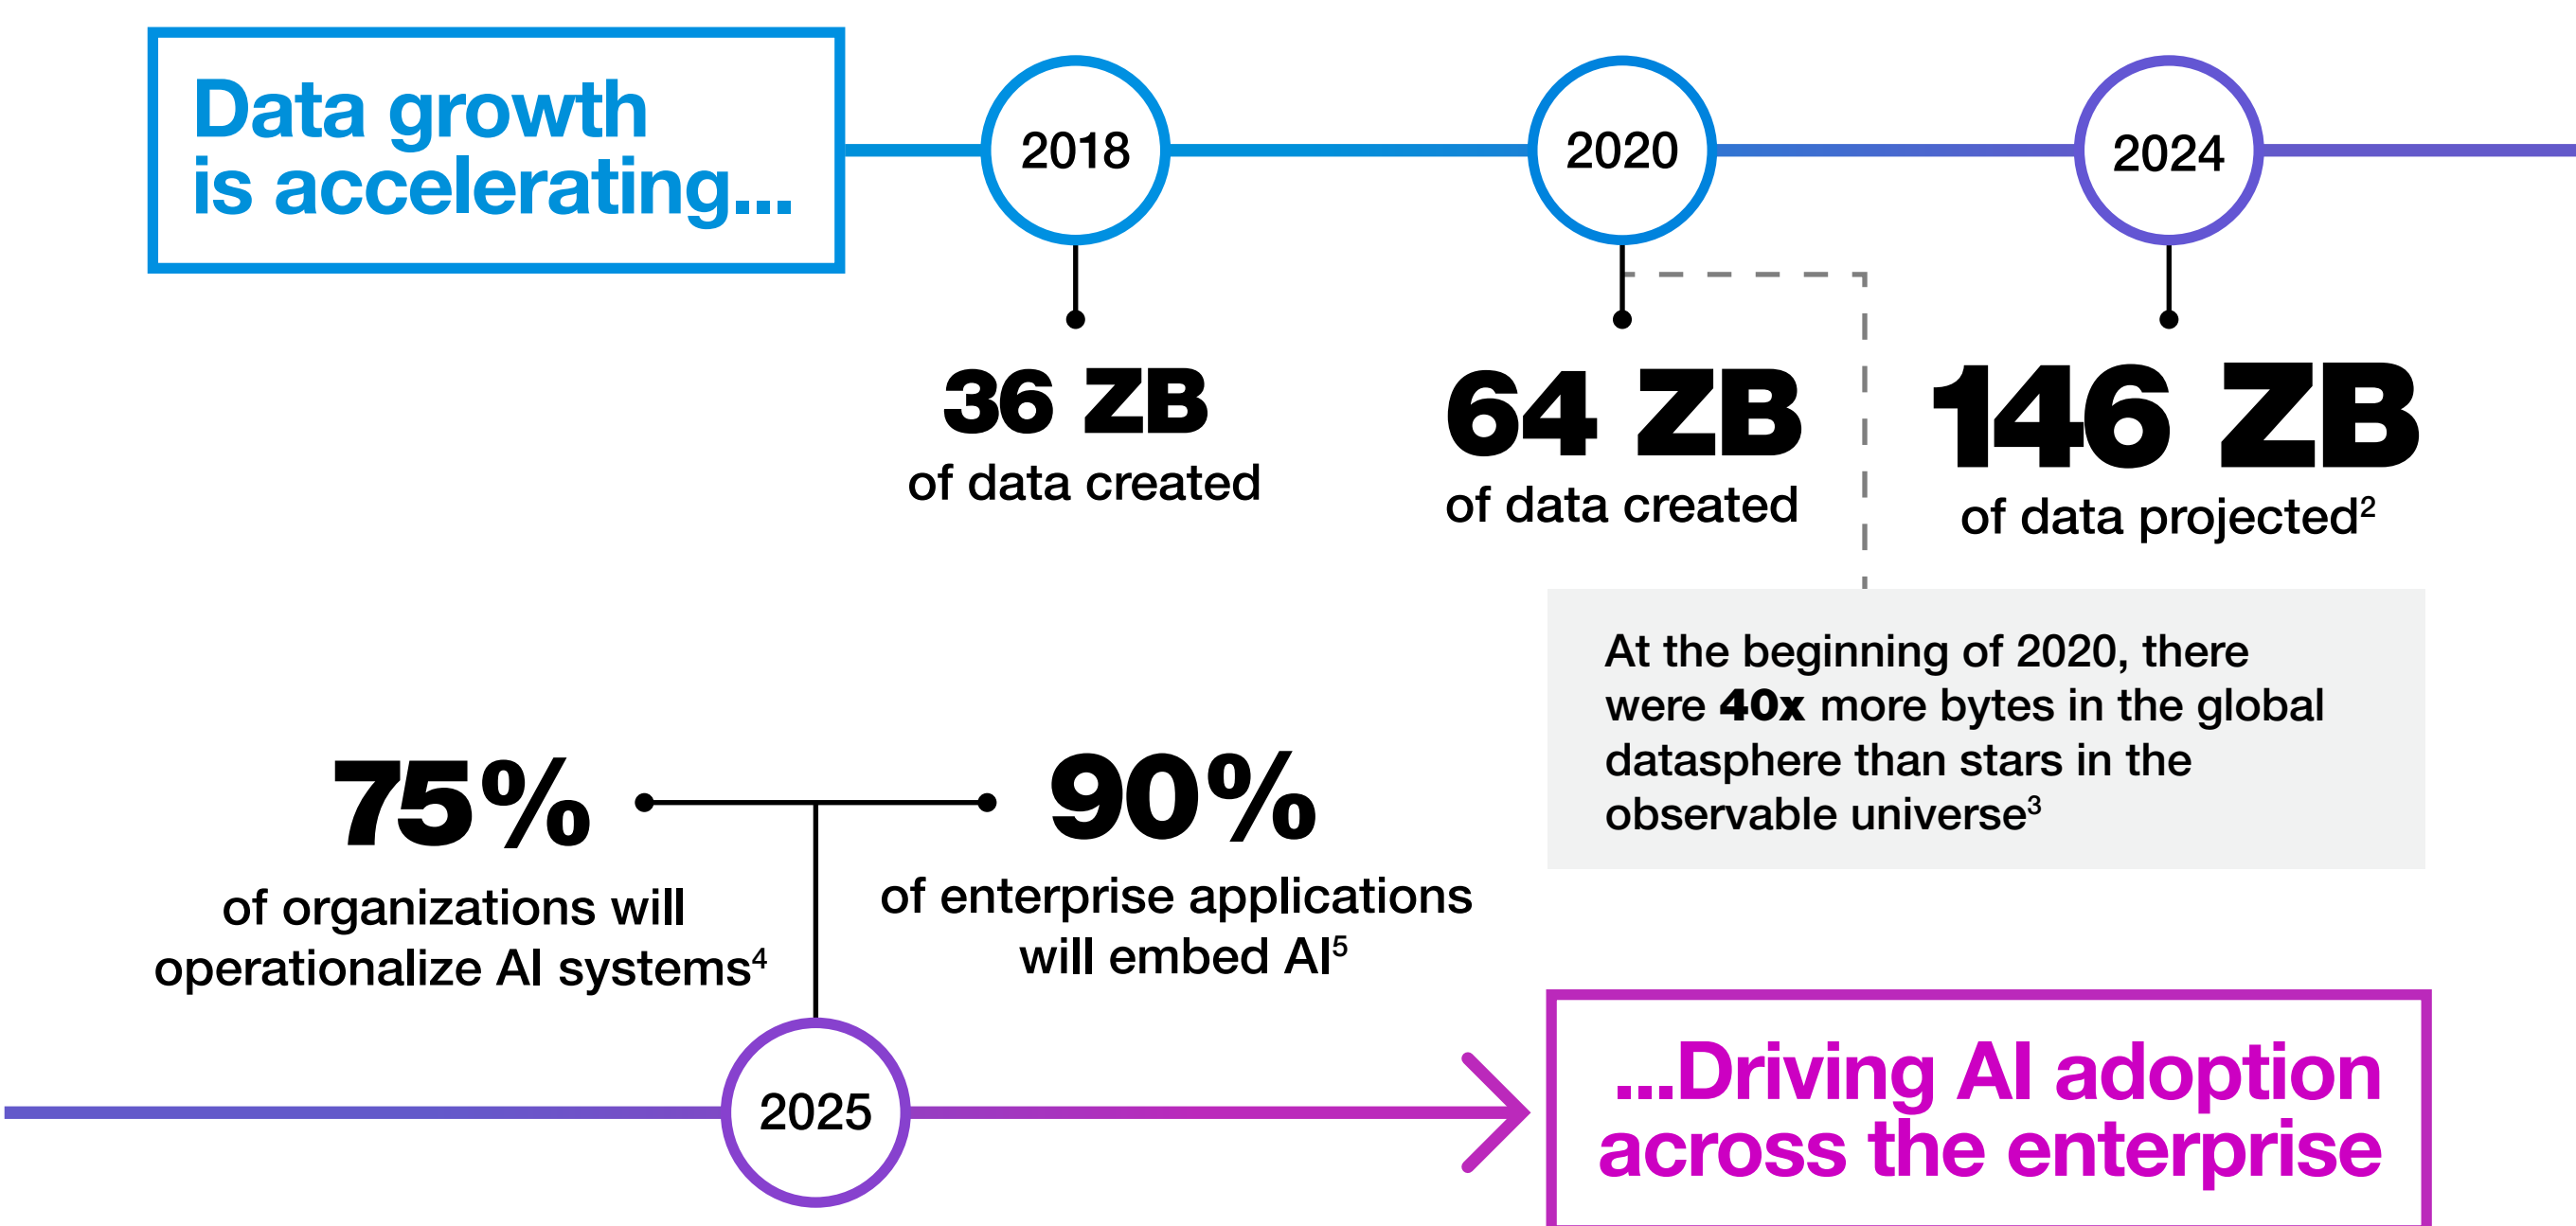 Data growth
is accelerating...
2018
36 ZB
of data created
2020
64 ZB
of data created
2024
146 ZB
of data projected²
At the beginning of 2020, there
were 40x more bytes in the global
datasphere than stars in the
observable universe³
75%
of organizations will
operationalize AI systems⁴
90%
of enterprise applications
will embed AI⁵
2025
...Driving AI adoption
across the enterprise